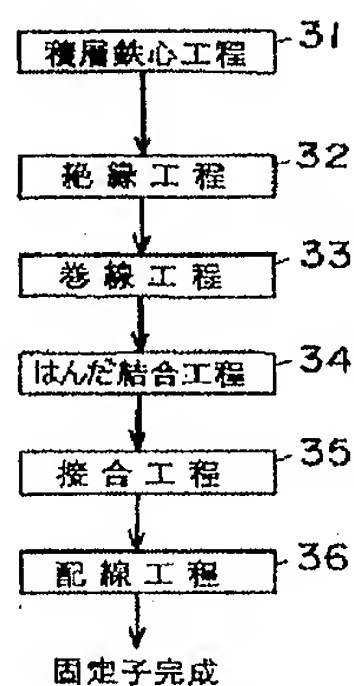 積層鉄心工程 31
絶縁工程 32
巻線工程 33
はんだ結合工程 34
接合工程 35
配線工程 36
固定子完成